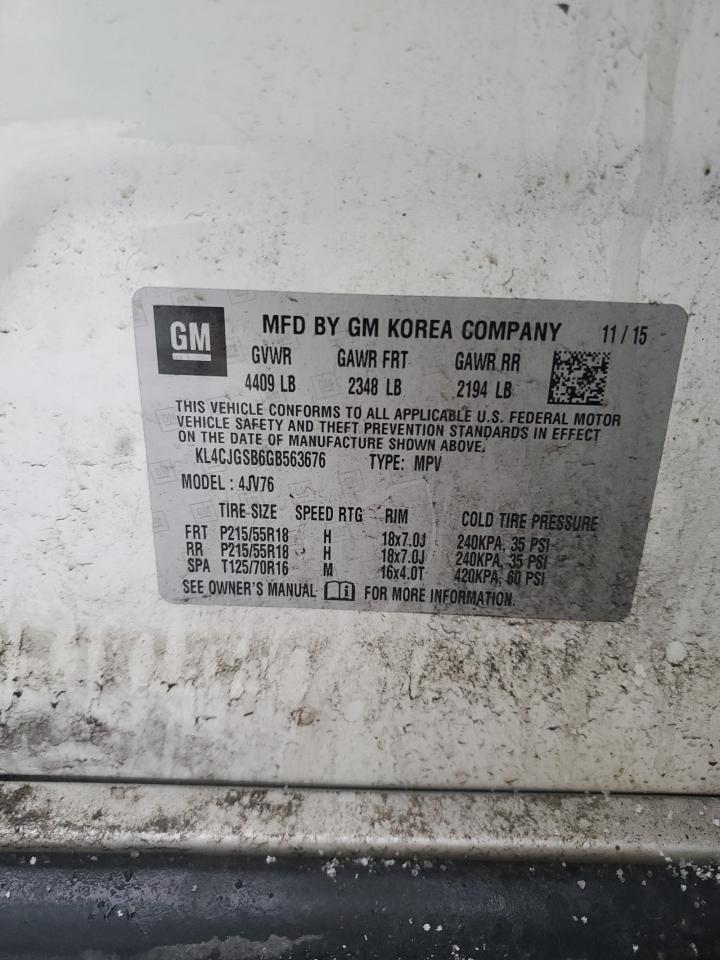 GM MFD BY GM KOREA COMPANY 11/15
GVWR GAWR FRT GAWR RR
4409 LB 2348 LB 2194 LB
THIS VEHICLE CONFORMS TO ALL APPLICABLE U.S. FEDERAL MOTOR
VEHICLE SAFETY AND THEFT PREVENTION STANDARDS IN EFFECT
ON THE DATE OF MANUFACTURE SHOWN ABOVE.
KL4CJGSB6GB563676 TYPE: MPV
MODEL : 4JV76
TIRE SIZE SPEED RTG RIM COLD TIRE PRESSURE
FRT P215/55R18 H 18x7.0J 240KPA, 35 PSI
RR P215/55R18 H 18x7.0J 240KPA, 35 PSI
SPA T125/70R16 M 16x4.0T 420KPA, 60 PSI
SEE OWNER'S MANUAL FOR MORE INFORMATION.